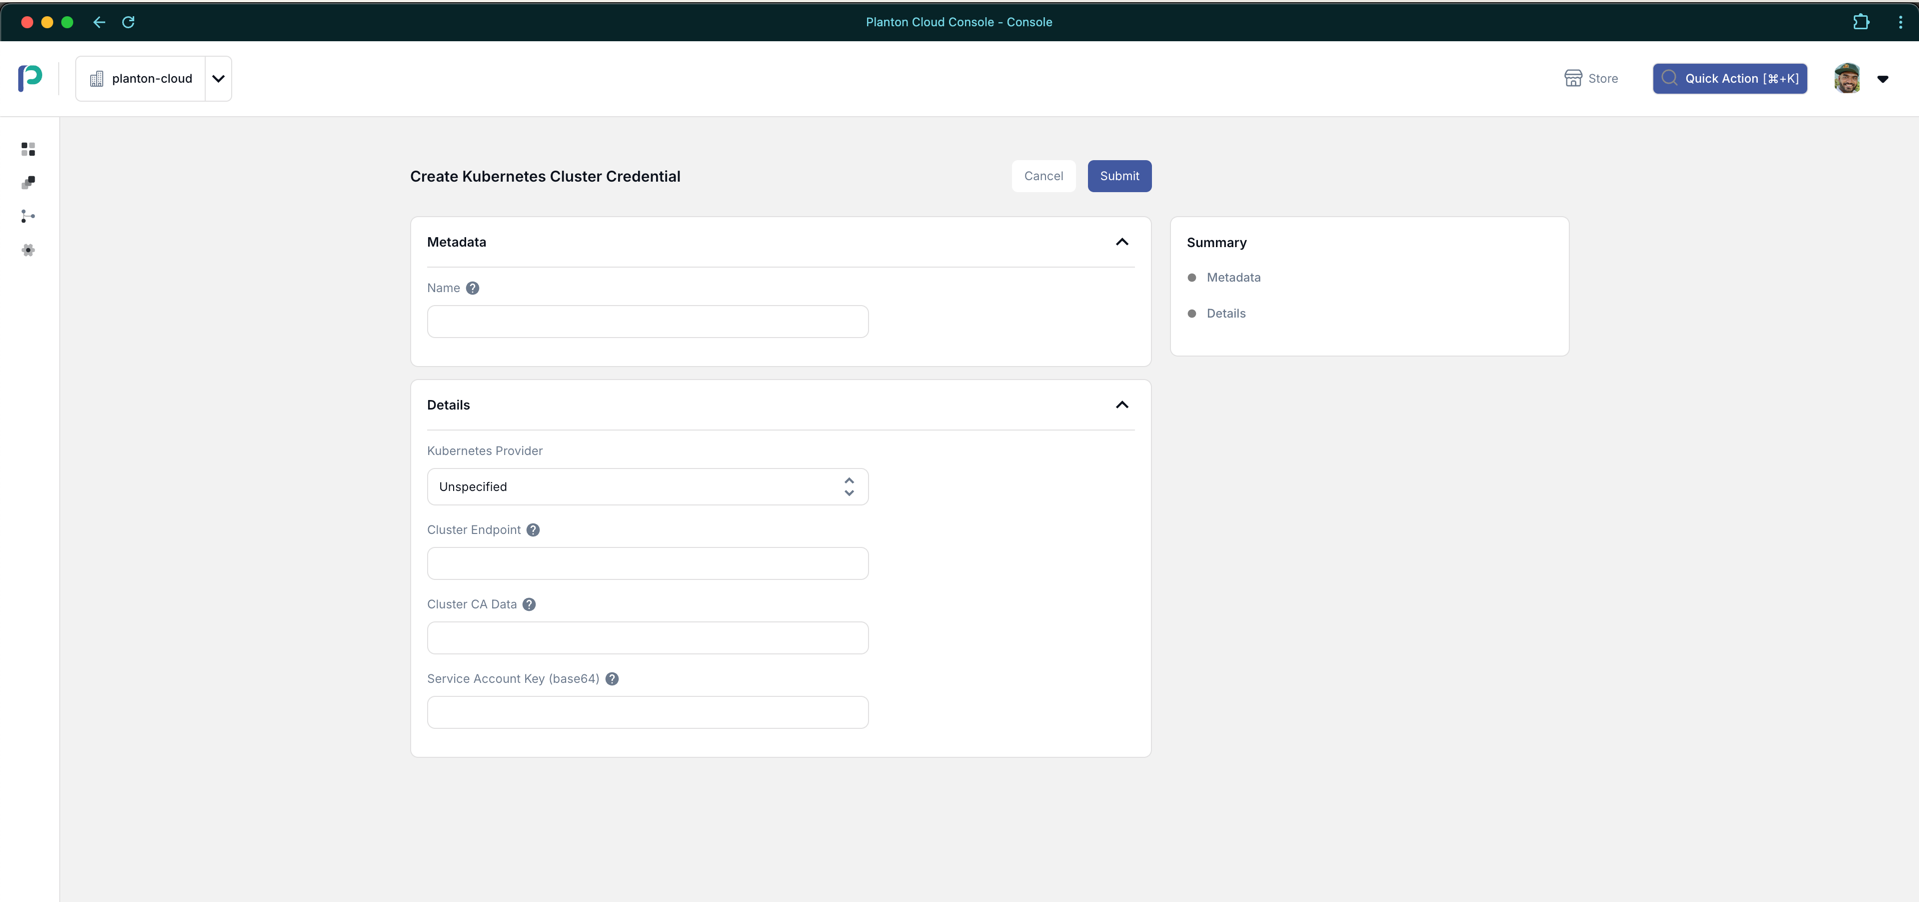 Planton Cloud Console - Console
planton-cloud
Store
Quick Action [⌘+K]
Create Kubernetes Cluster Credential
Cancel
Submit
Metadata
Name
Summary
Metadata
Details
Details
Kubernetes Provider
Unspecified
Cluster Endpoint
Cluster CA Data
Service Account Key (base64)